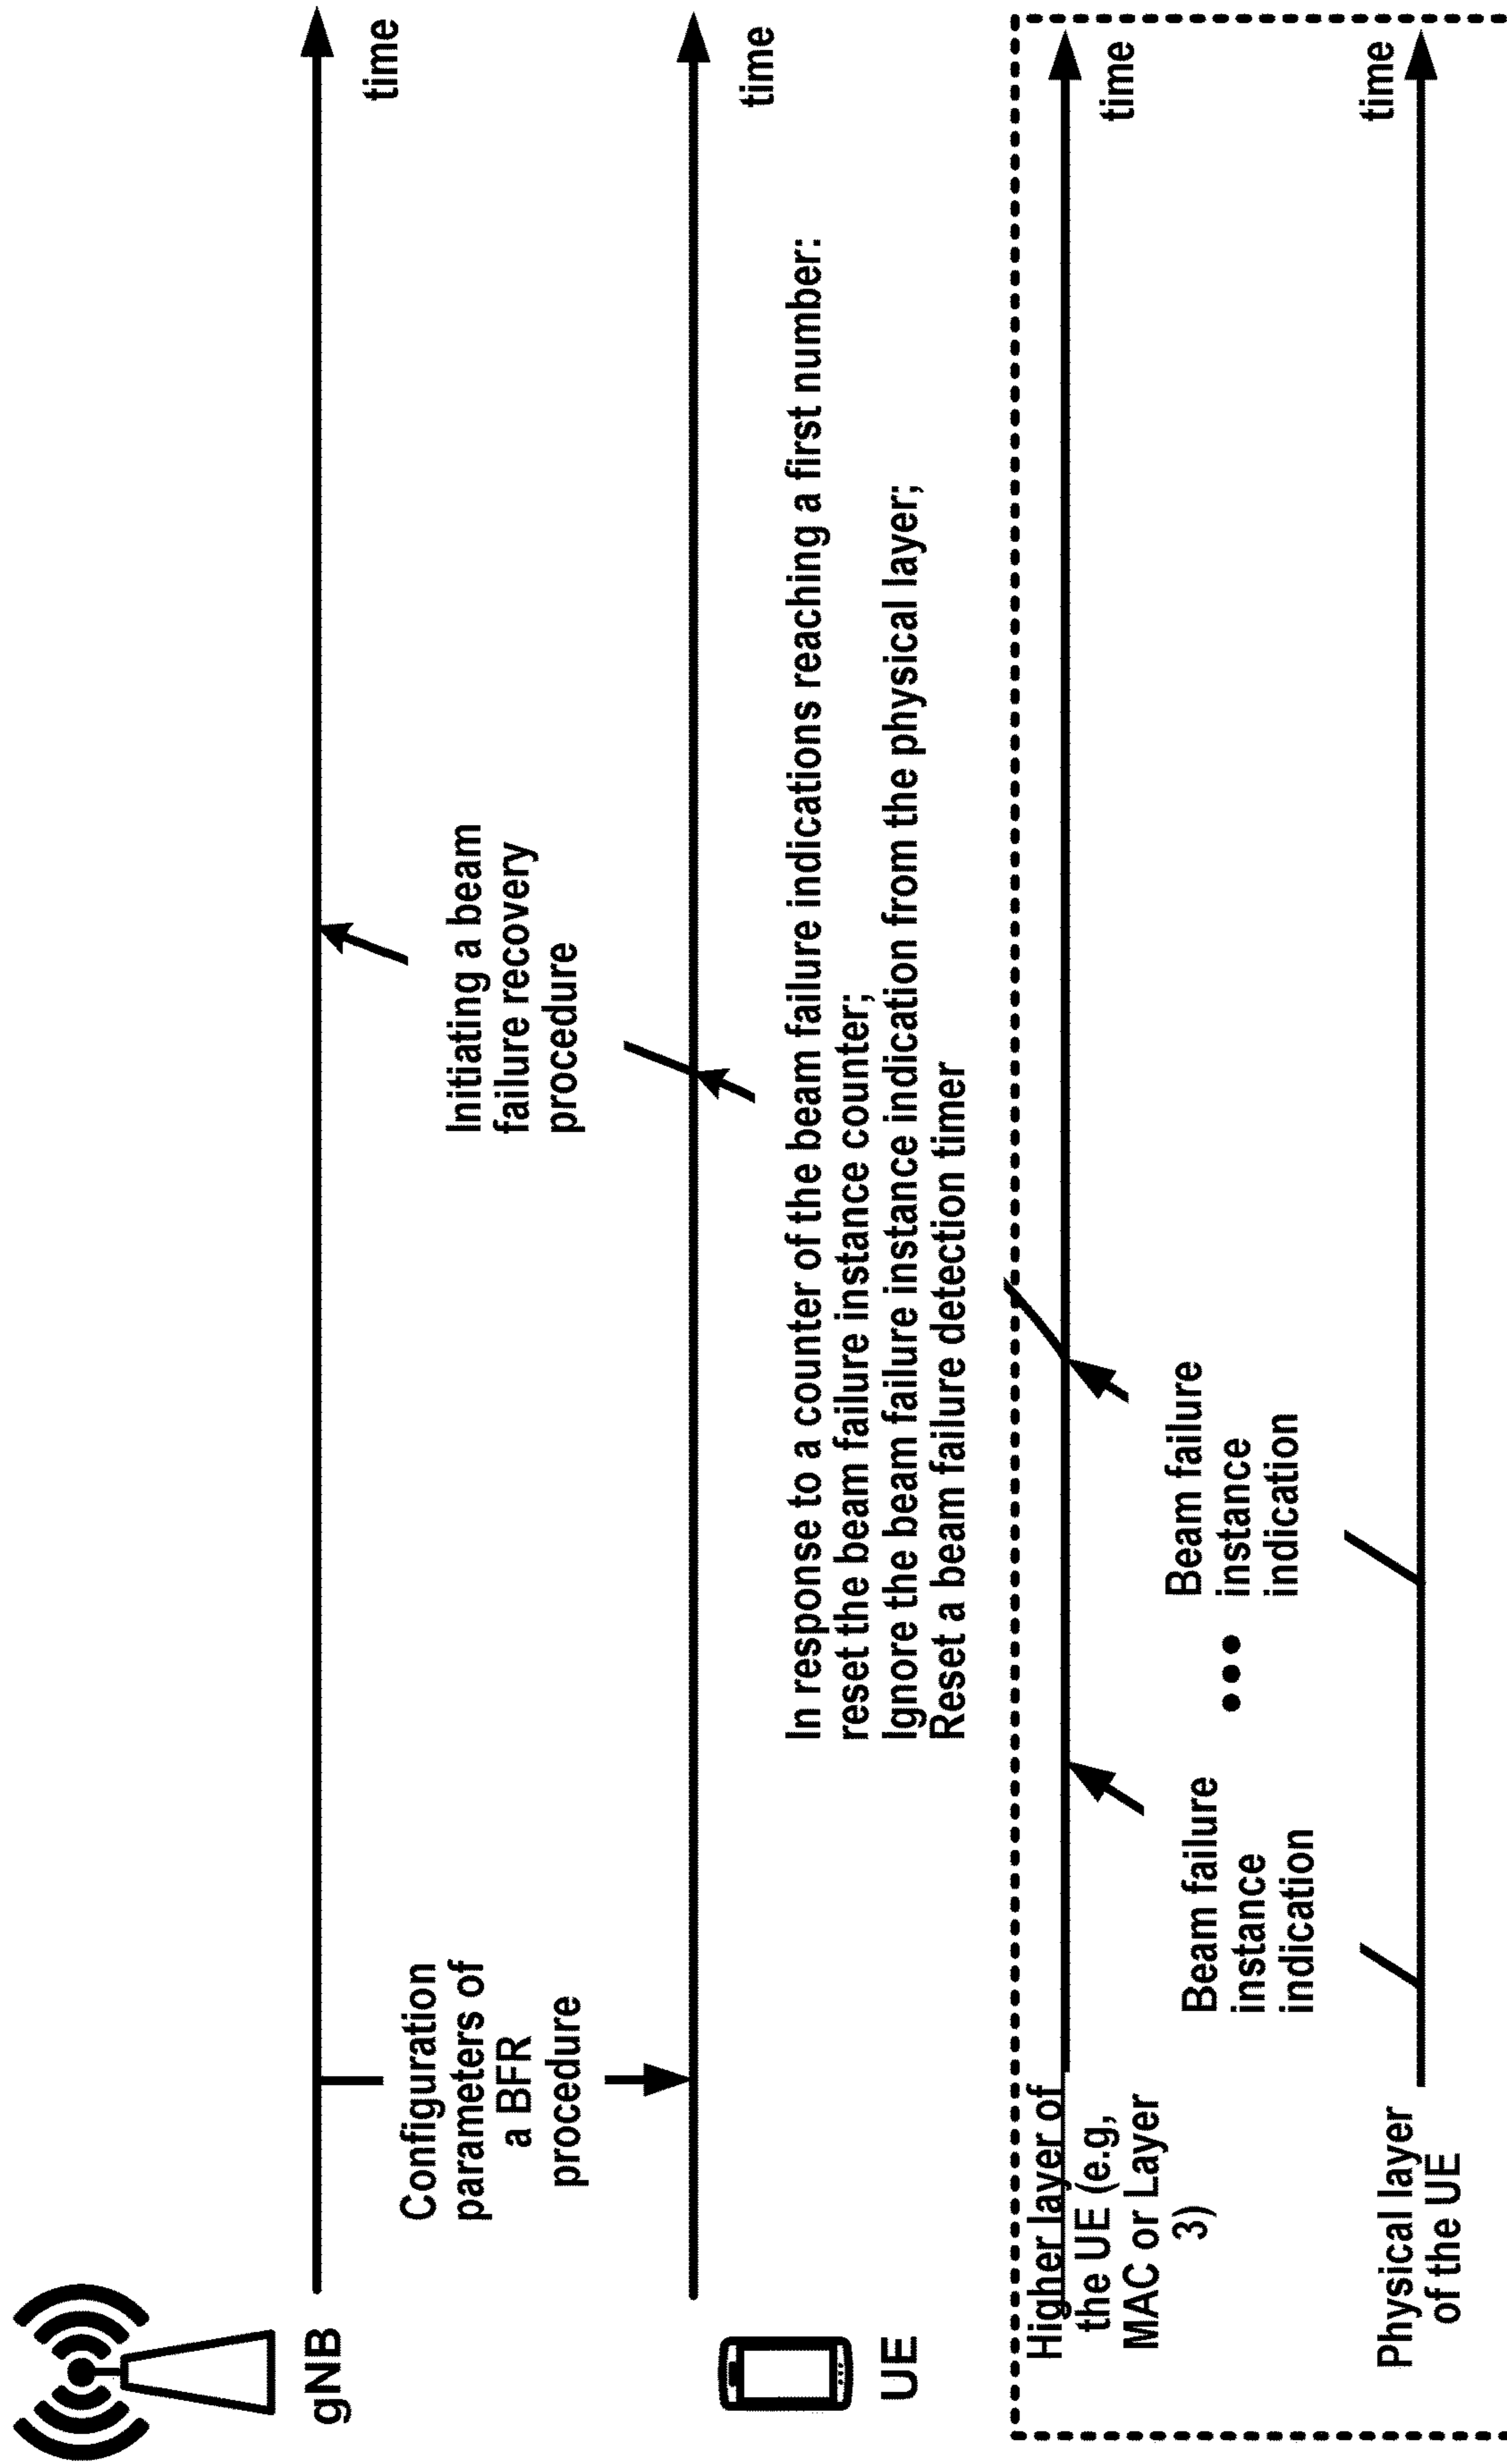 gNB
time
Configuration
parameters of
a BFR
procedure
Initiating a beam
failure recovery
procedure
UE
time
In response to a counter of the beam failure indications reaching a first number:
reset the beam failure instance counter;
Ignore the beam failure instance indication from the physical layer;
Reset a beam failure detection timer
Higher layer of
the UE (e.g,
MAC or Layer
3)
time
Beam failure
instance
indication
Beam failure
instance
indication
Physical layer
of the UE
time